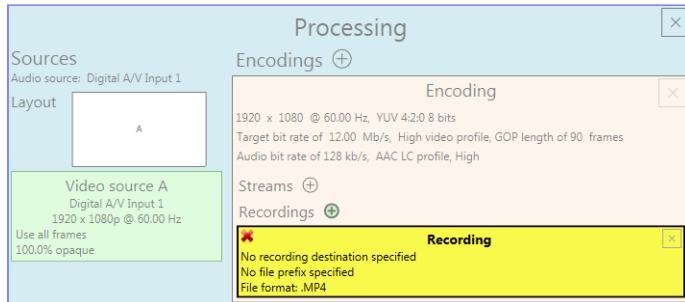 Processing
Sources
Audio source: Digital A/V Input 1
Layout
A
Video source A
Digital A/V Input 1
1920 x 1080p @ 60.00 Hz
Use all frames
100.0% opaque
Encodings
Encoding
1920 x 1080 @ 60.00 Hz, YUV 4:2:0 8 bits
Target bit rate of 12.00 Mb/s, High video profile, GOP length of 90 frames
Audio bit rate of 128 kb/s, AAC LC profile, High
Streams
Recordings
Recording
No recording destination specified
No file prefix specified
File format: .MP4